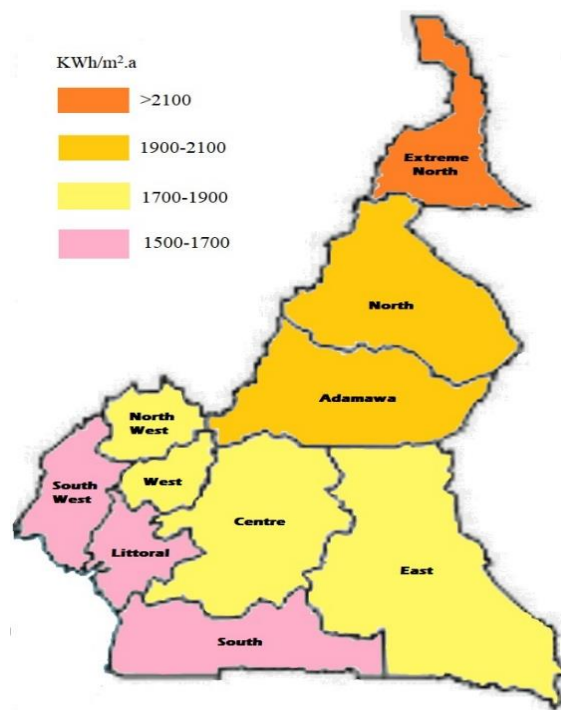 KWh/m².a
>2100
1900-2100
1700-1900
1500-1700
Extreme
North
North
Adamawa
North
West
West
South
West
Centre
Littoral
East
South